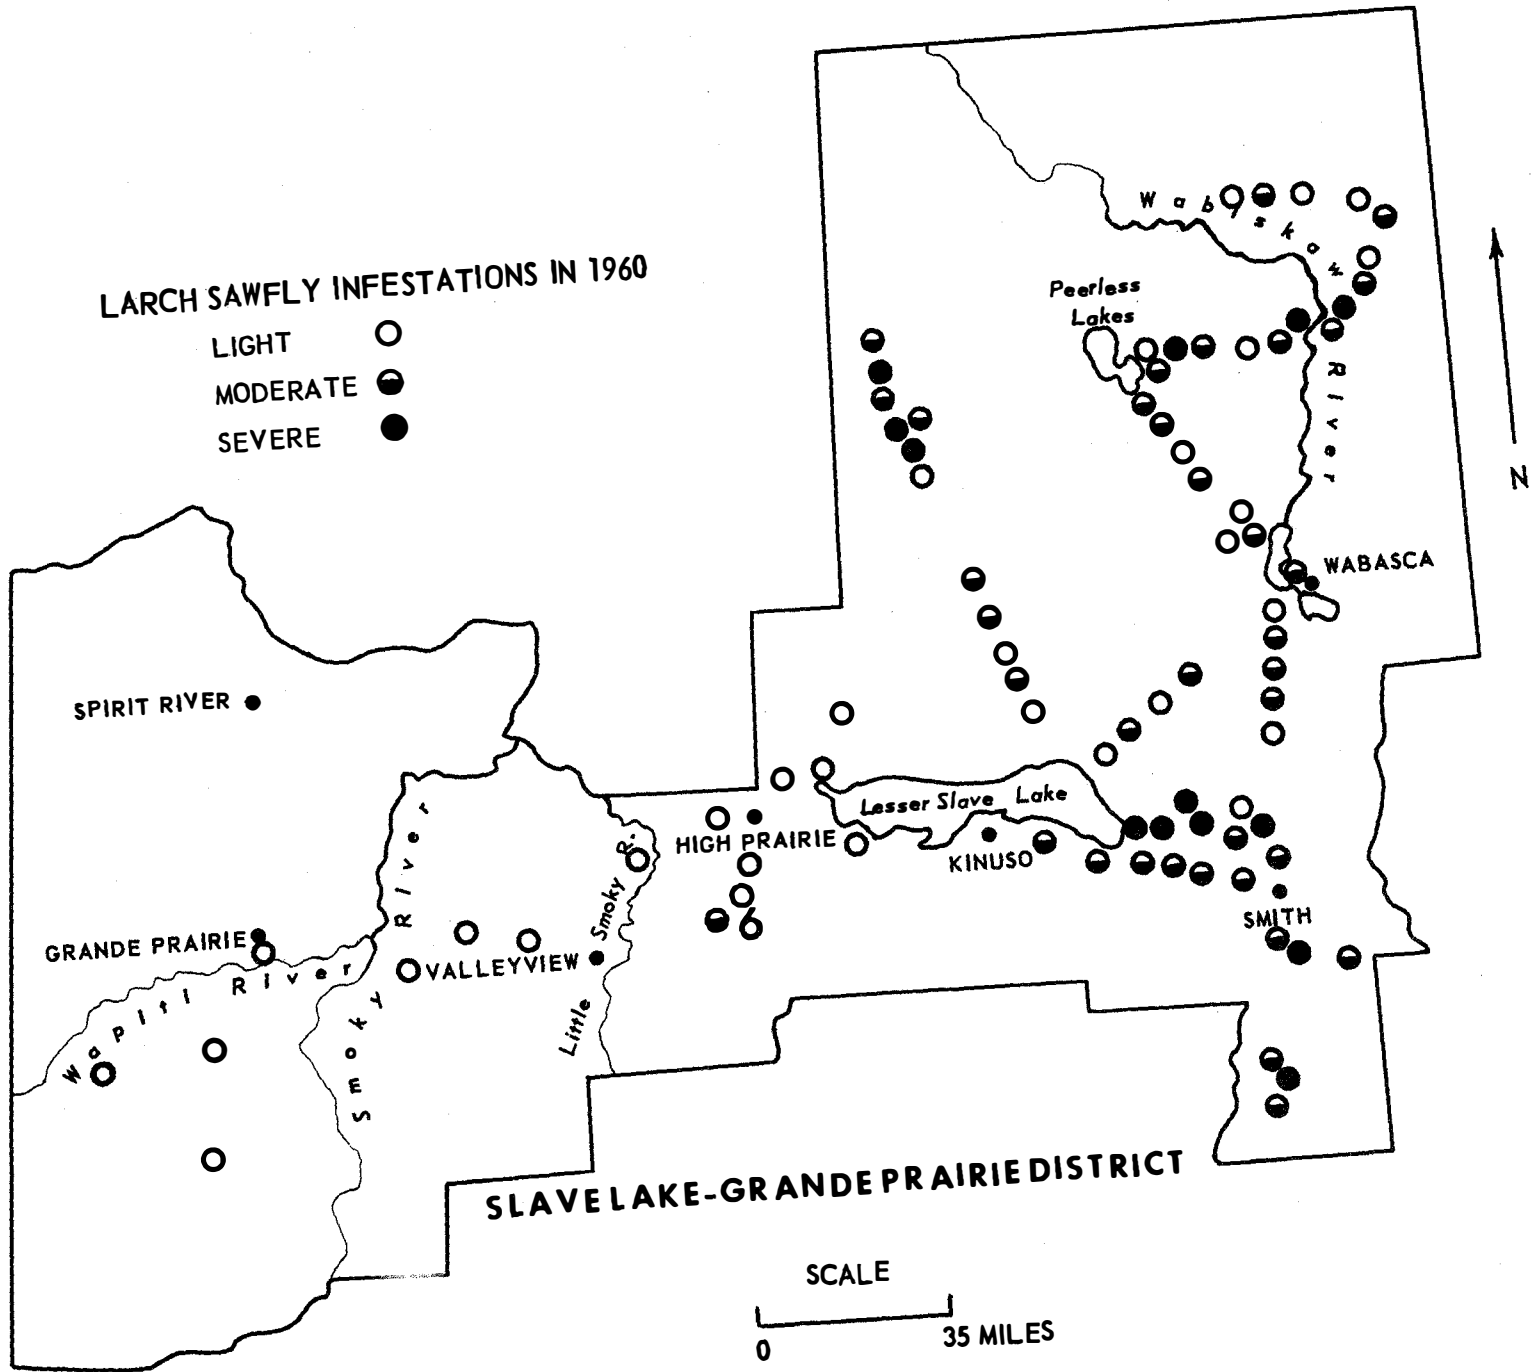 Wabiskaw
River
Peerless
Lakes
LARCH SAWFLY INFESTATIONS IN 1960
LIGHT
MODERATE
SEVERE
N
WABASCA
SPIRIT RIVER
Lesser Slave Lake
HIGH PRAIRIE
KINUSO
SMITH
GRANDE PRAIRIE
VALLEYVIEW
Wapiti River
Smoky River
Little Smoky R.
SLAVE LAKE-GRANDE PRAIRIE DISTRICT
SCALE
0 35 MILES